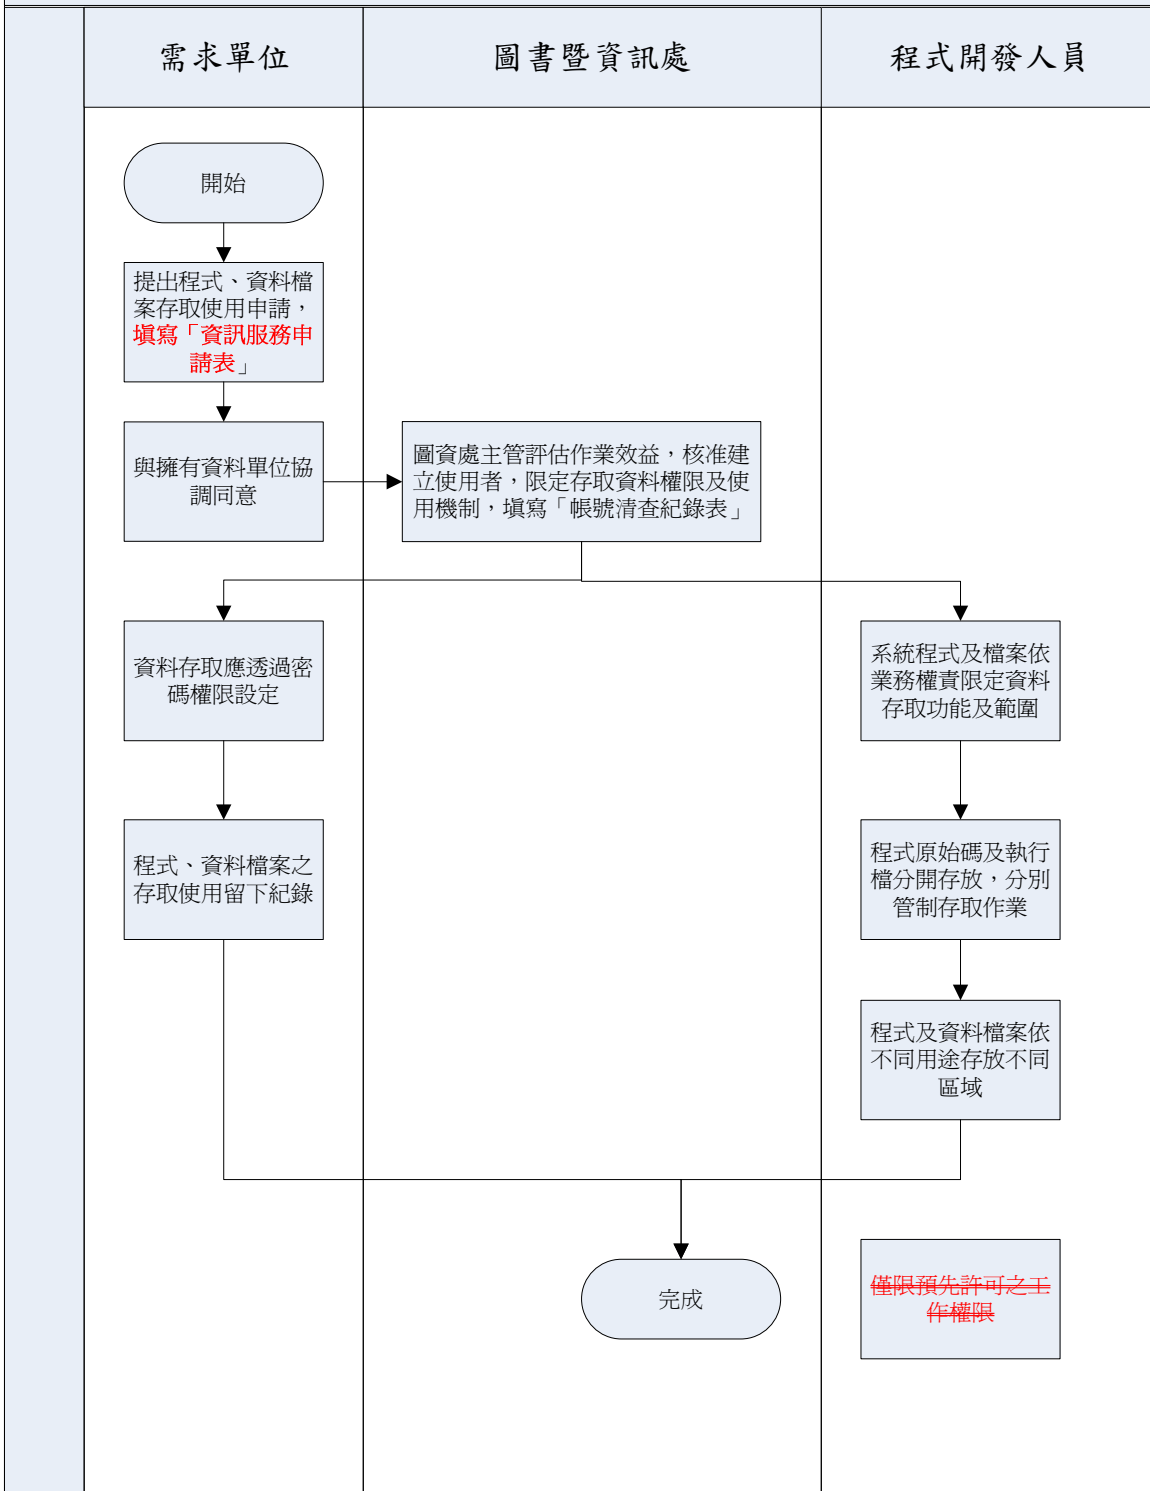 需求單位
圖書暨資訊處
程式開發人員
開始
提出程式、資料檔
案存取使用申請，
填寫「資訊服務申
請表」
與擁有資料單位協
調同意
圖資處主管評估作業效益，核准建
立使用者，限定存取資料權限及使
用機制，填寫「帳號清查紀錄表」
資料存取應透過密
碼權限設定
系統程式及檔案依
業務權責限定資料
存取功能及範圍
程式、資料檔案之
存取使用留下紀錄
程式原始碼及執行
檔分開存放，分別
管制存取作業
程式及資料檔案依
不同用途存放不同
區域
完成
僅限預先許可之工
作權限